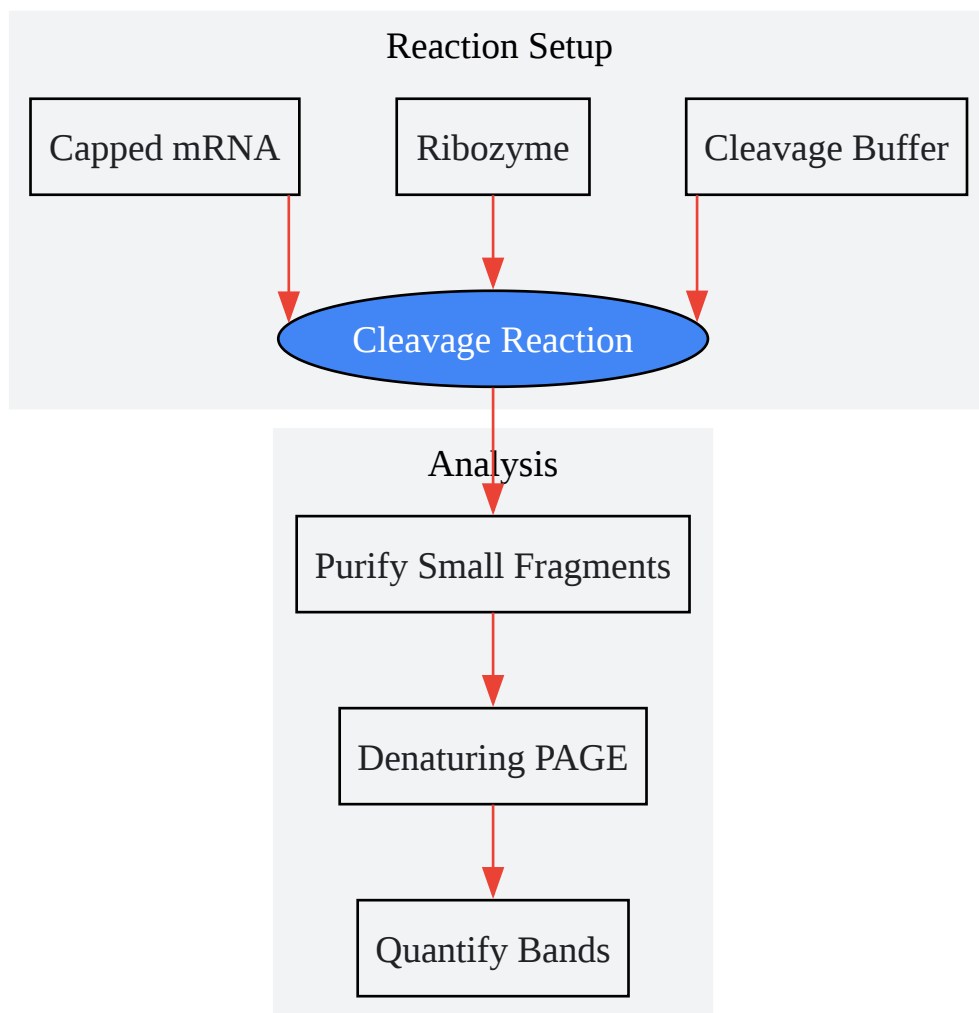 Reaction Setup
Capped mRNA
Ribozyme
Cleavage Buffer
Cleavage Reaction
Analysis
Purify Small Fragments
Denaturing PAGE
Quantify Bands